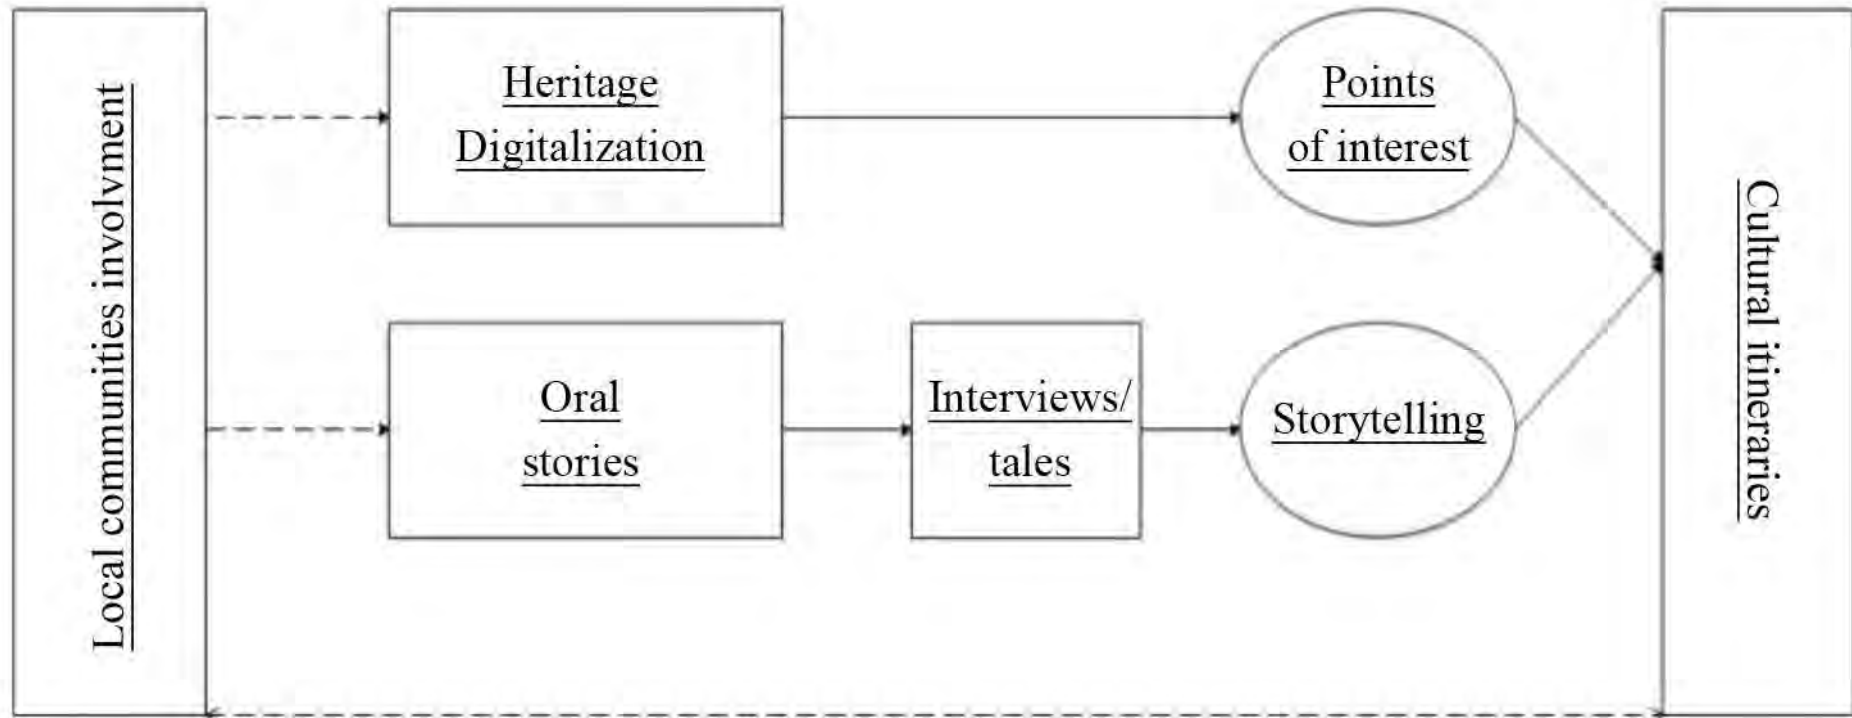 Local communities involvment
Heritage
Digitalization
Points
of interest
Oral
stories
Interviews/
tales
Storytelling
Cultural itineraries